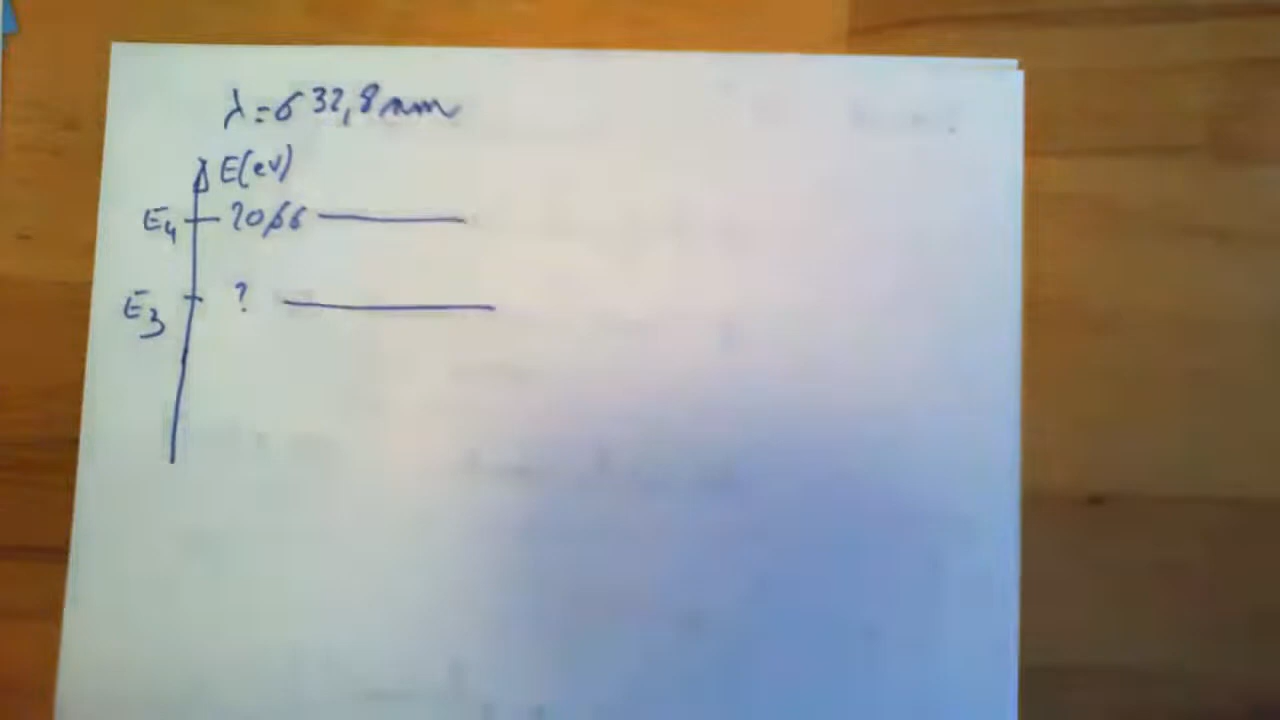 λ = 632,8 nm
E(eV)
E4 20,66
E3 ?